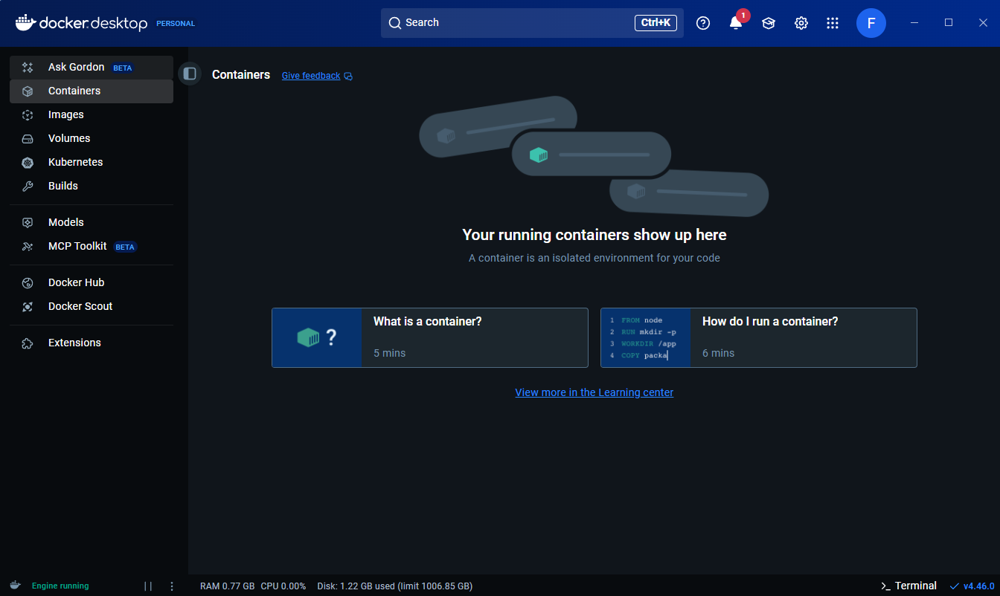 docker.desktop PERSONAL
Search
Ctrl+K
1
F
Ask Gordon BETA
Containers
Images
Volumes
Kubernetes
Builds
Models
MCP Toolkit BETA
Docker Hub
Docker Scout
Extensions
Containers Give feedback
Your running containers show up here
A container is an isolated environment for your code
?
What is a container?
5 mins
1 FROM node
2 RUN mkdir -p
3 WORKDIR /app
4 COPY packa
How do I run a container?
6 mins
View more in the Learning center
Engine running
RAM 0.77 GB CPU 0.00% Disk: 1.22 GB used (limit 1006.85 GB)
>_ Terminal
v4.46.0